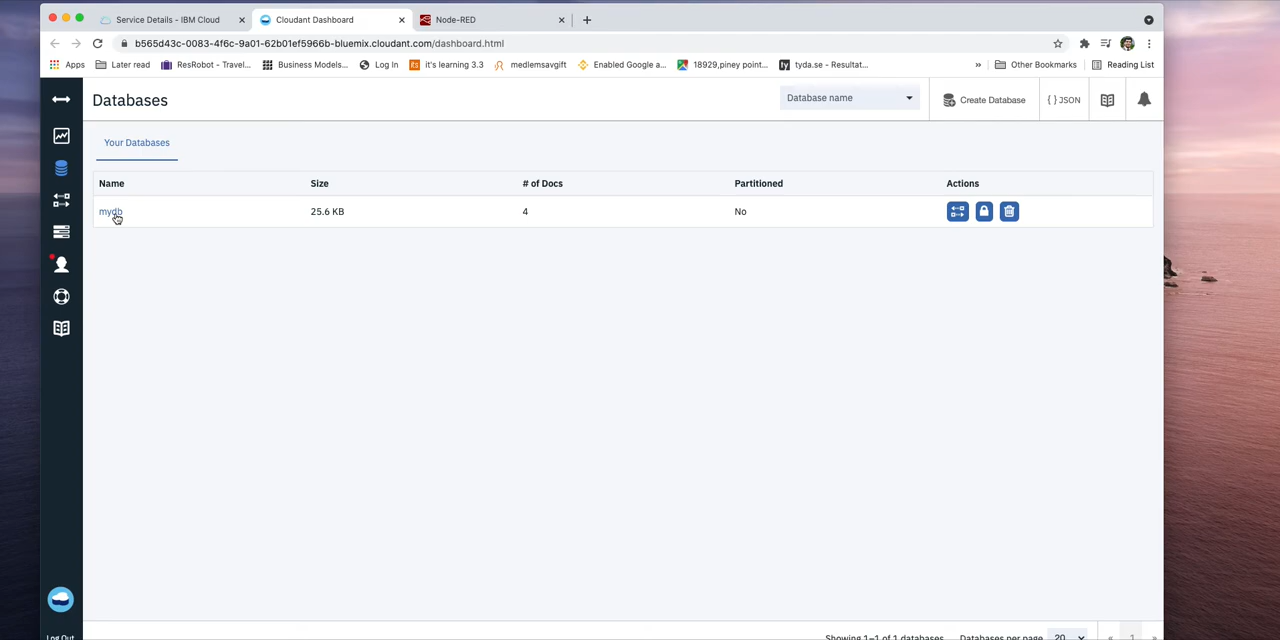 Service Details - IBM Cloud
Cloudant Dashboard
Node-RED
b565d43c-0083-4f6c-9a01-62b01ef5966b-bluemix.cloudant.com/dashboard.html
Apps
Later read
ResRobot - Travel...
Business Models...
Log In
it's learning 3.3
medlemsavgift
Enabled Google a...
18929,piney point...
tyda.se - Resultat...
»
Other Bookmarks
Reading List
Databases
Database name
Create Database
{ } JSON
Your Databases
Name Size # of Docs Partitioned Actions
mydb 25.6 KB 4 No
Log Out
Showing 1–1 of 1 databases. Databases per page 20 « 1 »